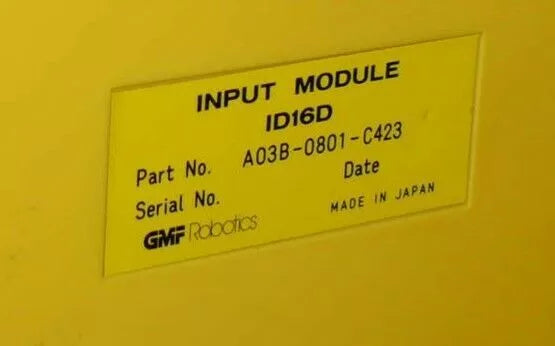 INPUT MODULE
ID16D
Part No. A03B-0801-C423
Serial No. Date
GMF Robotics MADE IN JAPAN